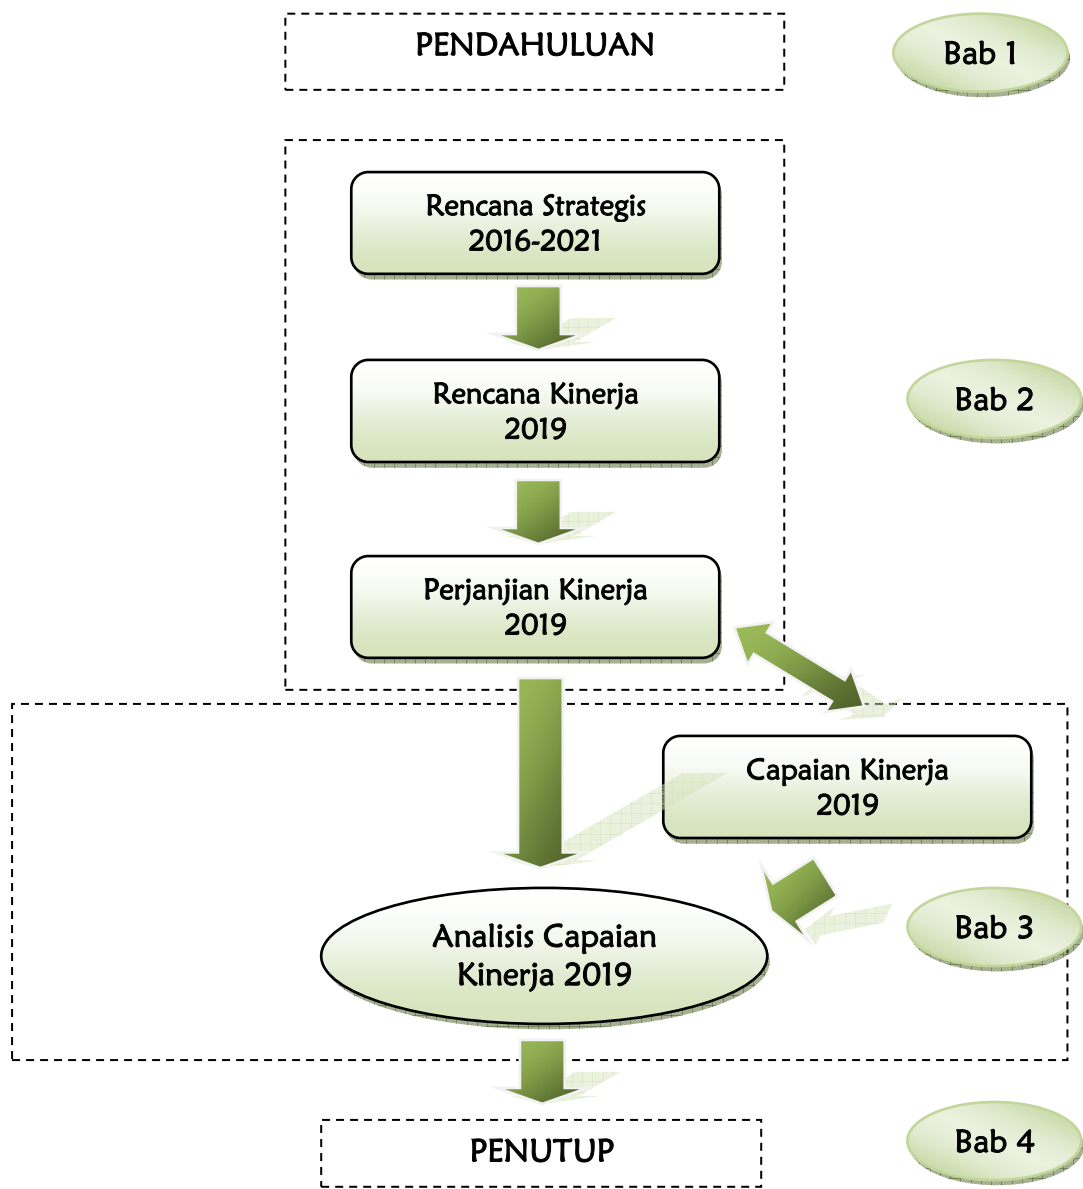 PENDAHULUAN
Bab 1
Rencana Strategis
2016-2021
Rencana Kinerja
2019
Bab 2
Perjanjian Kinerja
2019
Capaian Kinerja
2019
Analisis Capaian
Kinerja 2019
Bab 3
PENUTUP
Bab 4